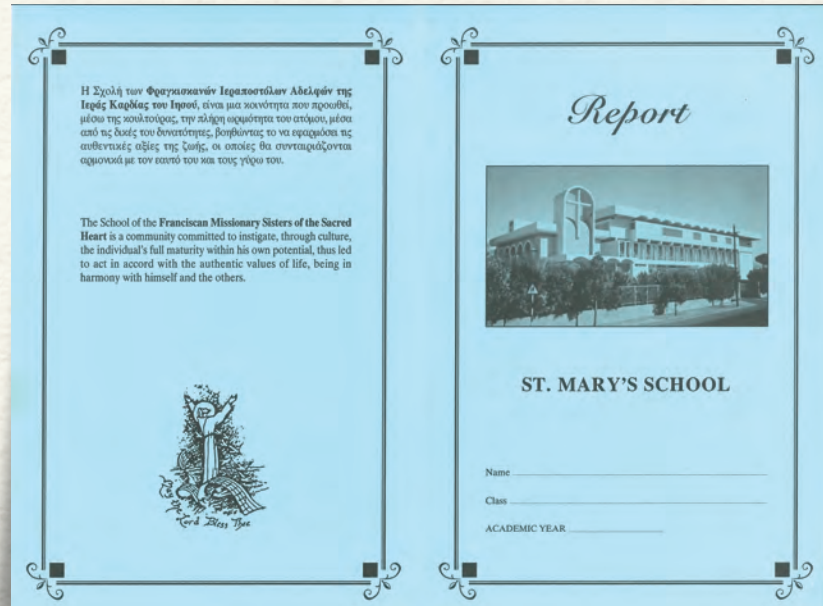 Η Σχολή των Φραγκισκανών Ιεραποστόλων Αδελφών της
Ιεράς Καρδίας του Ιησού, είναι μια κοινότητα που προωθεί,
μέσω της κουλτούρας, την πλήρη ωριμότητα του ατόμου, μέσα
από τις δικές του δυνατότητες, βοηθώντας το να εφαρμόσει τις
αυθεντικές αξίες της ζωής, οι οποίες θα συνταιριάζονται
αρμονικά με τον εαυτό του και τους γύρω του.
The School of the Franciscan Missionary Sisters of the Sacred
Heart is a community committed to instigate, through culture,
the individual's full maturity within his own potential, thus led
to act in accord with the authentic values of life, being in
harmony with himself and the others.
the Lord Bless Thee
Report
ST. MARY'S SCHOOL
Name
Class
ACADEMIC YEAR